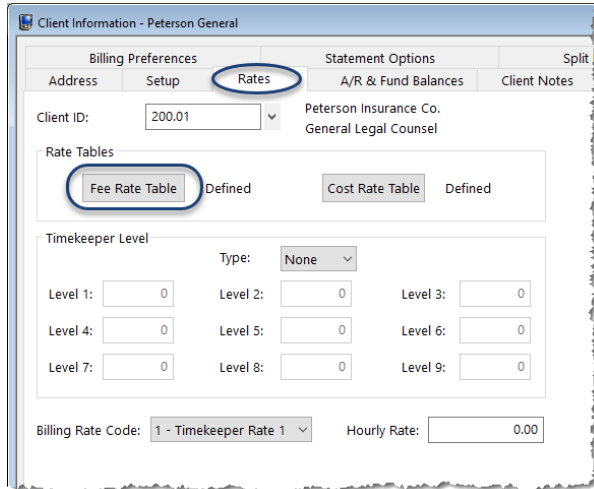 Client Information - Peterson General
Billing Preferences Statement Options Split
Address Setup Rates A/R & Fund Balances Client Notes
Client ID: 200.01 Peterson Insurance Co.
General Legal Counsel
Rate Tables
Fee Rate Table Defined Cost Rate Table Defined
Timekeeper Level
Type: None
Level 1: 0 Level 2: 0 Level 3: 0
Level 4: 0 Level 5: 0 Level 6: 0
Level 7: 0 Level 8: 0 Level 9: 0
Billing Rate Code: 1 - Timekeeper Rate 1 Hourly Rate: 0.00